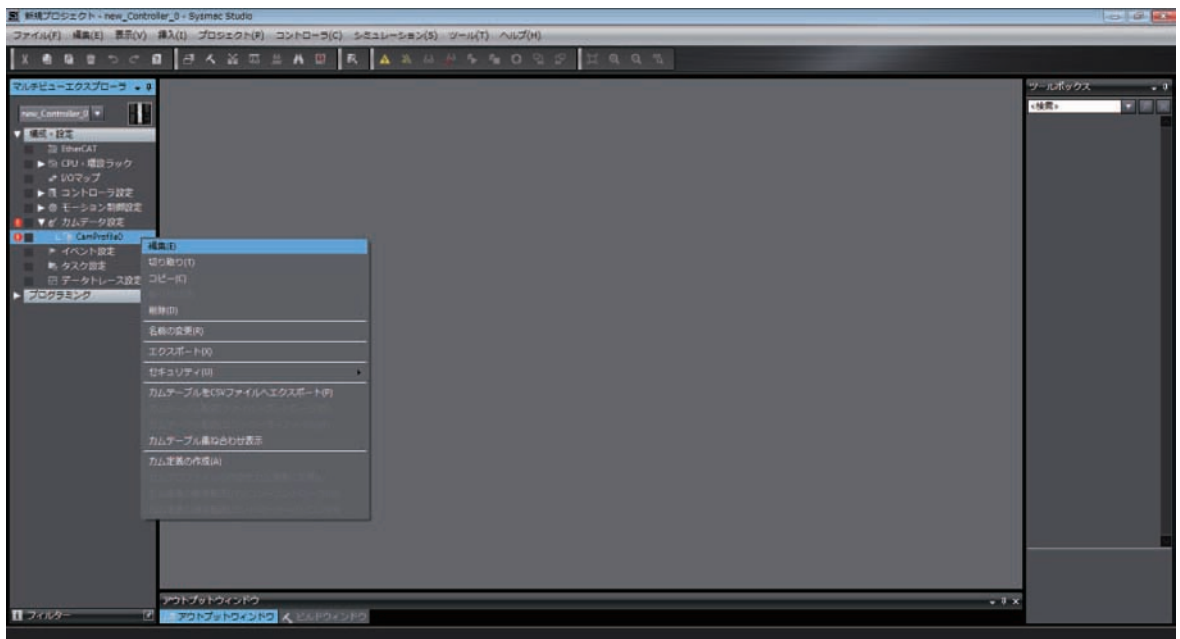 新規プロジェクト - new_Controller_0 - Sysmac Studio
ファイル(F) 編集(E) 表示(V) 挿入(I) プロジェクト(P) コントローラ(C) シミュレーション(S) ツール(T) ヘルプ(H)
マルチビューエクスプローラ
new_Controller_0
構成・設定
EtherCAT
CPU・増設ラック
I/Oマップ
コントローラ設定
モーション制御設定
カムデータ設定
CamProfile0
イベント設定
タスク設定
データトレース設定
プログラミング
編集(E)
切り取り(T)
コピー(C)
削除(D)
名前の変更(R)
エクスポート(X)
セキュリティ(U)
カムテーブルをCSVファイルへエクスポート(P)
カムテーブル重ね合わせ表示
カム定義の作成(A)
ツールボックス
<検索>
アウトプットウィンドウ
フィルター
アウトプットウィンドウ ビルドウィンドウ